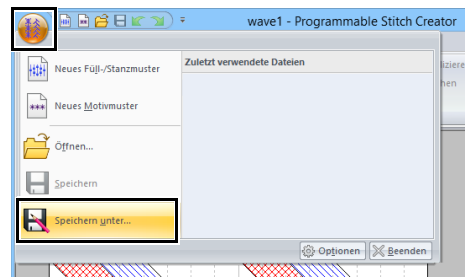 wave1 - Programmable Stitch Creator
Neues Füll-/Stanzmuster
Neues Motivmuster
Öffnen...
Speichern
Speichern unter...
Zuletzt verwendete Dateien
Optionen
Beenden